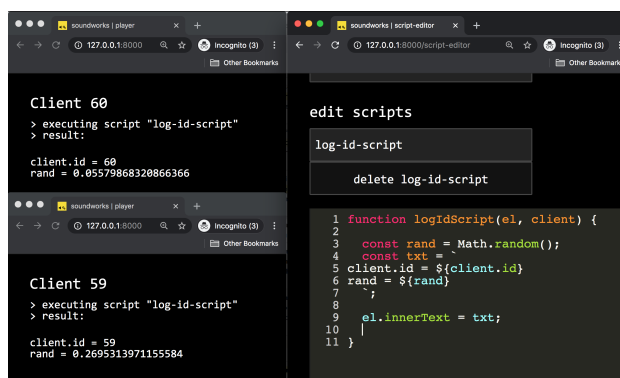 soundworks | player
127.0.0.1:8000
Incognito (3)
Other Bookmarks
Client 60
> executing script "log-id-script"
> result:
client.id = 60
rand = 0.05579868320866366
soundworks | player
127.0.0.1:8000
Incognito (3)
Other Bookmarks
Client 59
> executing script "log-id-script"
> result:
client.id = 59
rand = 0.2695313971155584
soundworks | script-editor
127.0.0.1:8000/script-editor
Incognito (3)
Other Bookmark
edit scripts
log-id-script
delete log-id-script
1 function logIdScript(el, client) {
2
3   const rand = Math.random();
4   const txt = `
5 client.id = ${client.id}
6 rand = ${rand}
7   `;
8
9   el.innerText = txt;
10
11 }